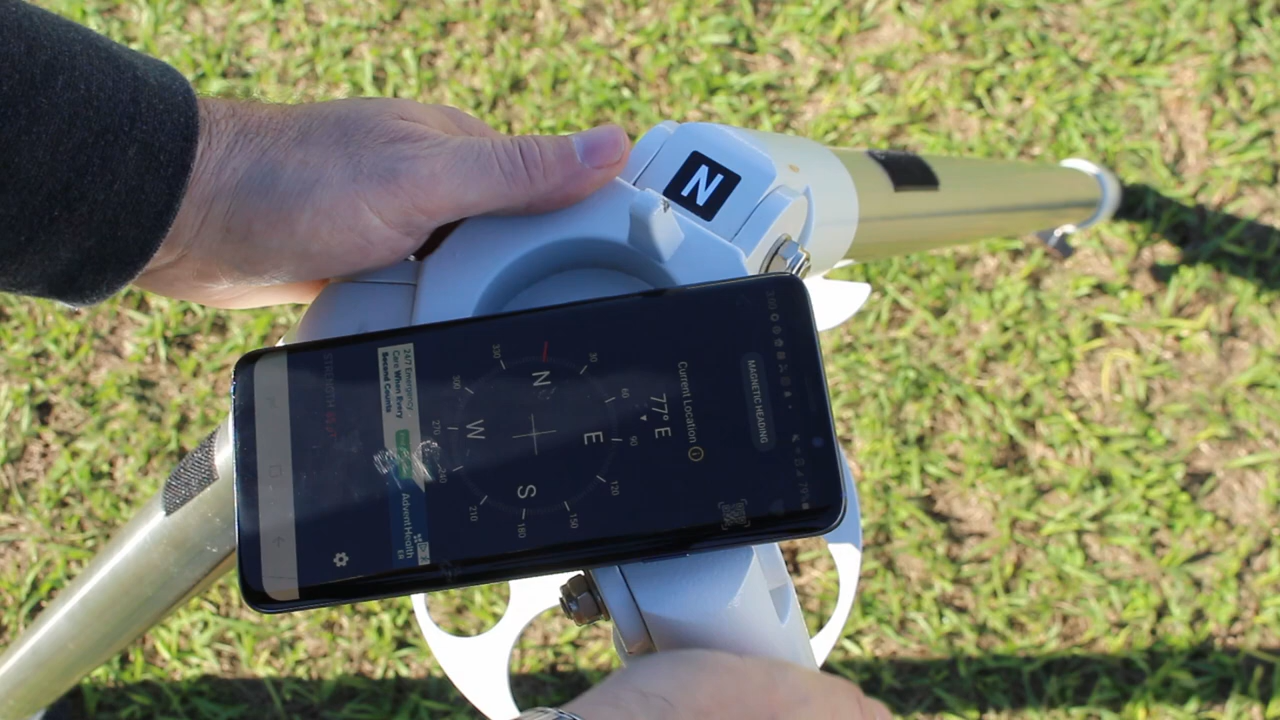 N
MAGNETIC HEADING
Current Location
77° E
330
30
300
60
270
90
240
120
210
150
180
N
W
E
S
24/7 Emergency
Care, When Every
Second Counts
AdventHealth
ER